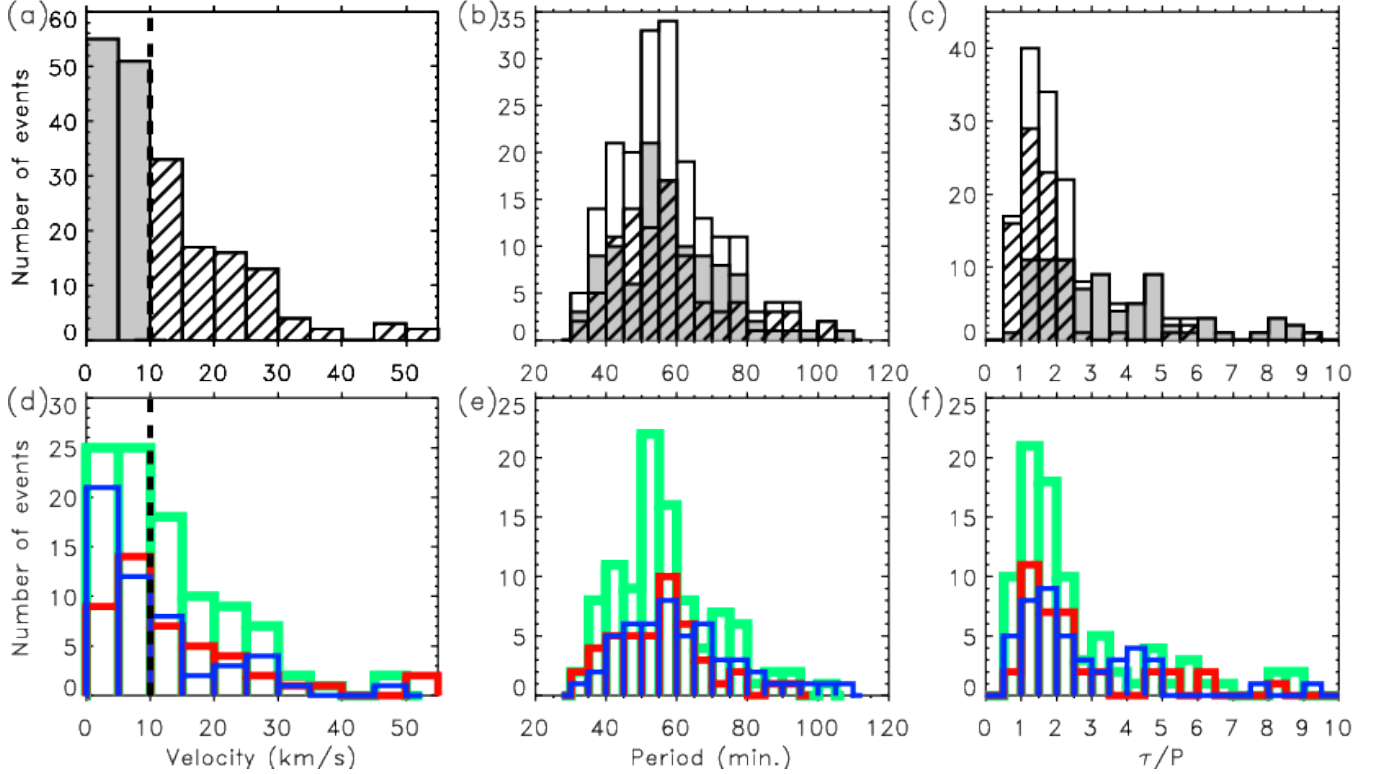 (a) (b) (c)
Number of events
60 50 40 30 20 10 0
0 10 20 30 40 50
35 30 25 20 15 10 5 0
20 40 60 80 100 120
40 30 20 10 0
0 1 2 3 4 5 6 7 8 9 10
(d) (e) (f)
Number of events
30 25 20 15 10 5 0
0 10 20 30 40 50
Velocity (km/s)
25 20 15 10 5 0
20 40 60 80 100 120
Period (min.)
25 20 15 10 5 0
0 1 2 3 4 5 6 7 8 9 10
τ/P